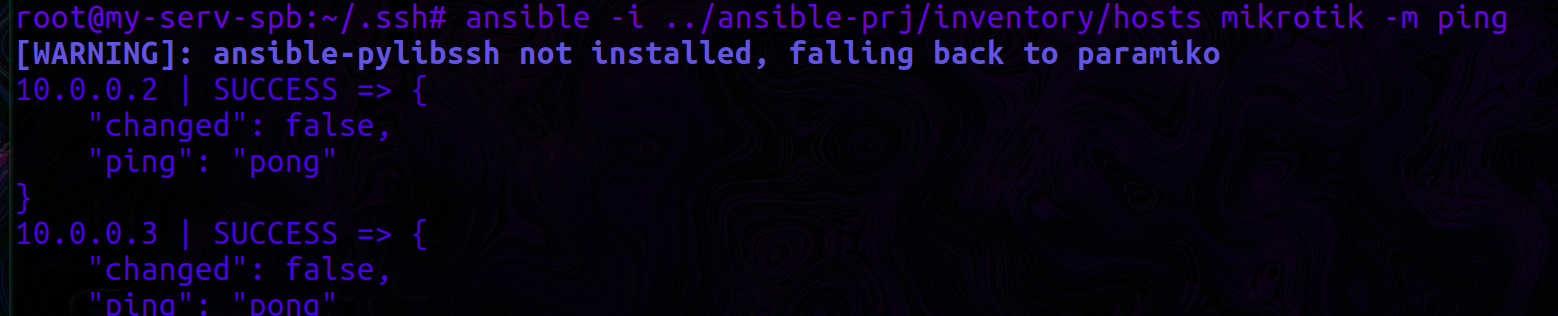 root@my-serv-spb:~/.ssh# ansible -i ../ansible-prj/inventory/hosts mikrotik -m ping
[WARNING]: ansible-pylibssh not installed, falling back to paramiko
10.0.0.2 | SUCCESS => {
    "changed": false,
    "ping": "pong"
}
10.0.0.3 | SUCCESS => {
    "changed": false,
    "ping": "pong"